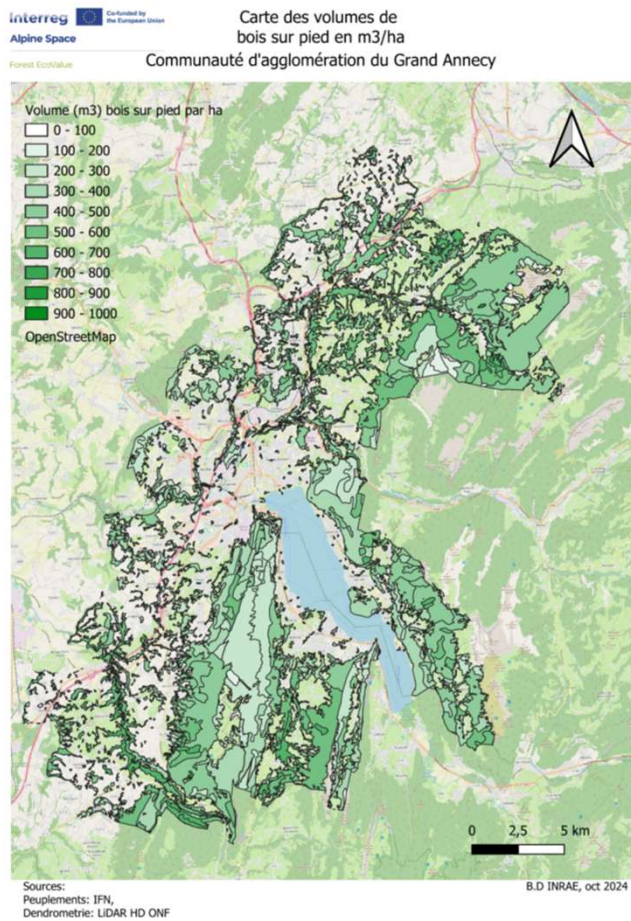 Interreg
Co-funded by
the European Union
Alpine Space
Forest EcoValue
Carte des volumes de
bois sur pied en m3/ha
Communauté d'agglomération du Grand Annecy
Volume (m3) bois sur pied par ha
0 - 100
100 - 200
200 - 300
300 - 400
400 - 500
500 - 600
600 - 700
700 - 800
800 - 900
900 - 1000
OpenStreetMap
0 2,5 5 km
Sources:
Peuplements: IFN,
Dendrometrie: LiDAR HD ONF
B.D INRAE, oct 2024